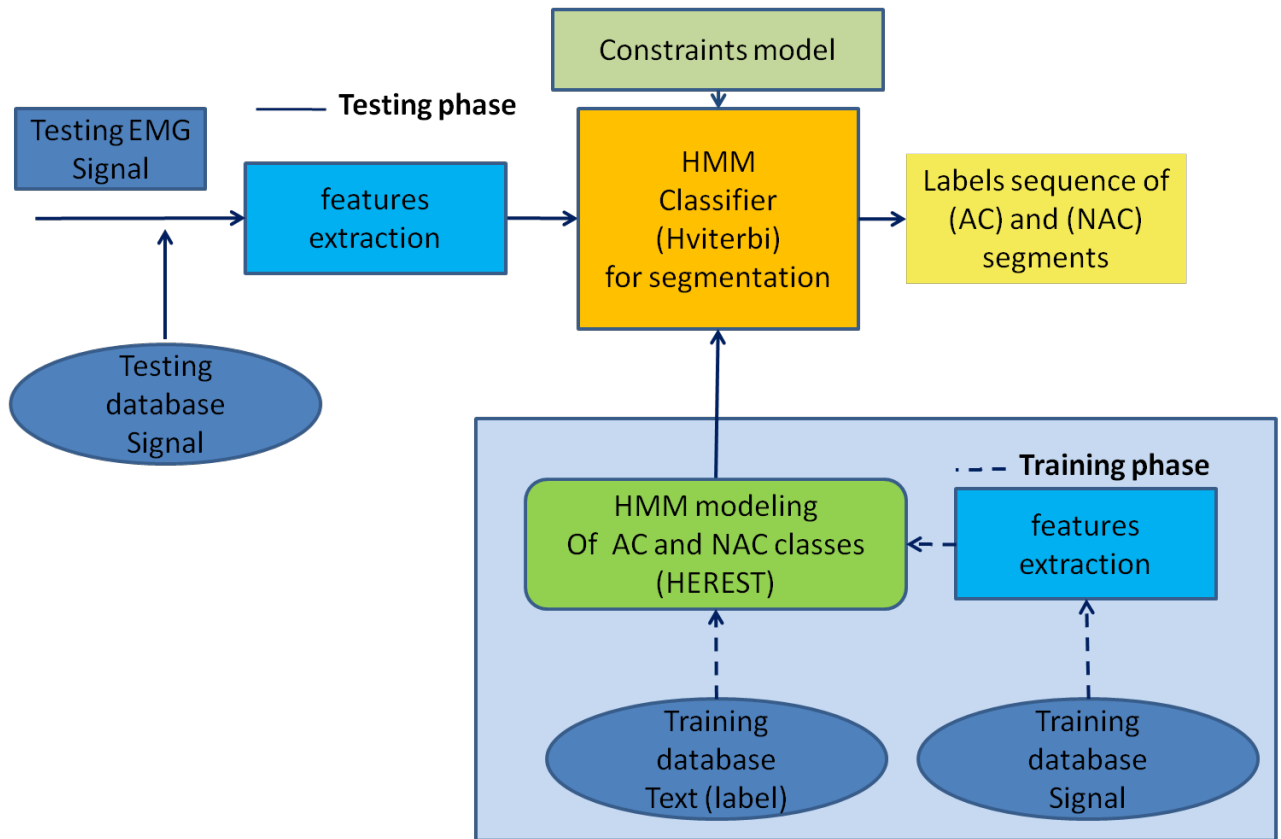 Constraints model
Testing phase
Testing EMG
Signal
features
extraction
HMM
Classifier
(Hviterbi)
for segmentation
Labels sequence of
(AC) and (NAC)
segments
Testing
database
Signal
Training phase
HMM modeling
Of AC and NAC classes
(HEREST)
features
extraction
Training
database
Text (label)
Training
database
Signal